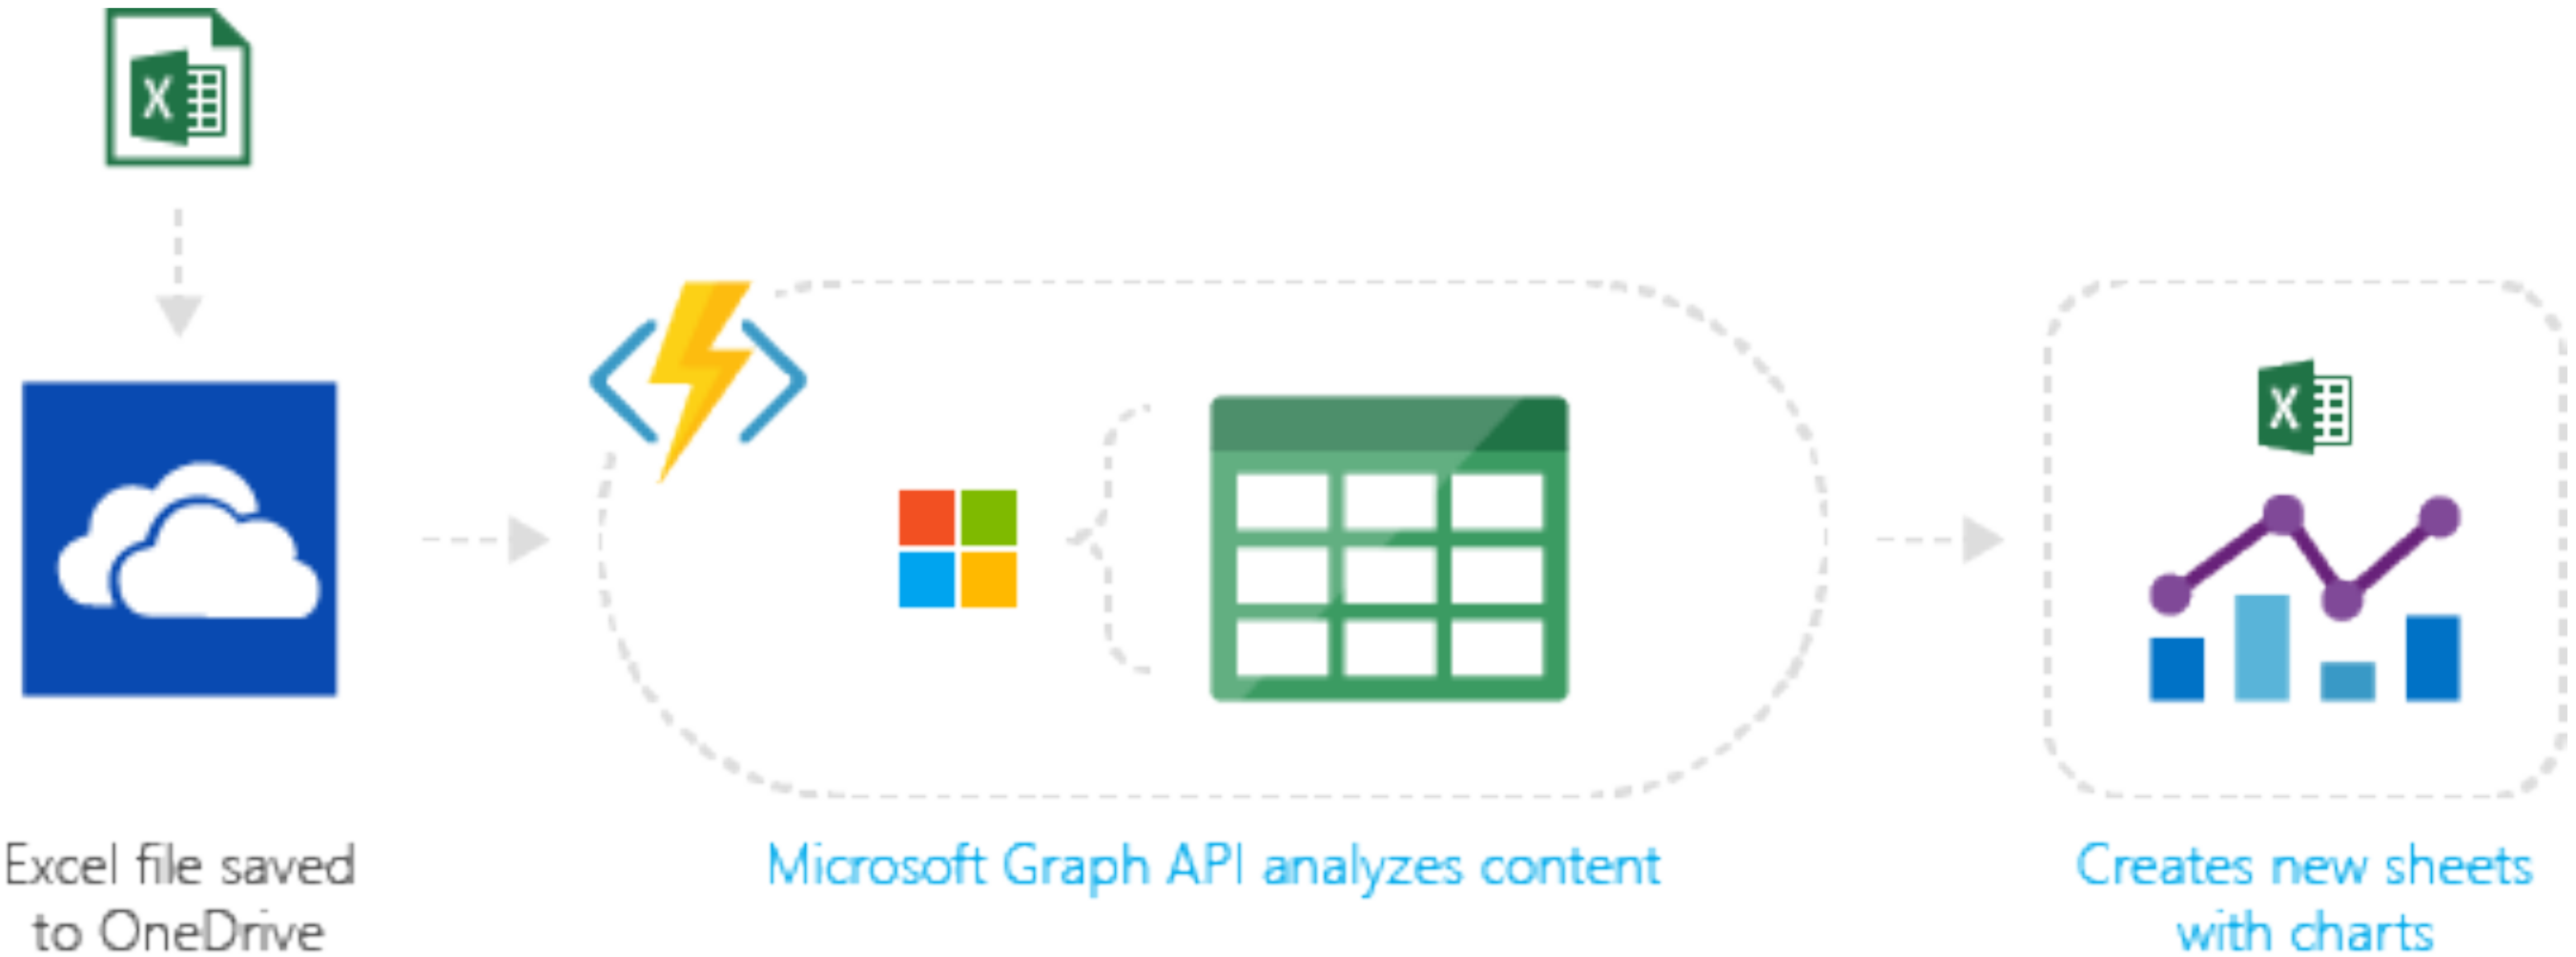 X
X
Excel file saved
to OneDrive
Microsoft Graph API analyzes content
Creates new sheets
with charts